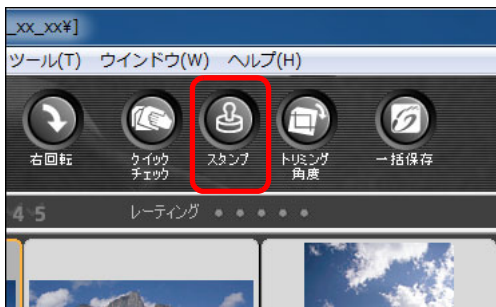 _xx_xx¥]
ツール(T) ウインドウ(W) ヘルプ(H)
右回転
クイック
チェック
スタンプ
トリミング
角度
一括保存
4 5 レーティング